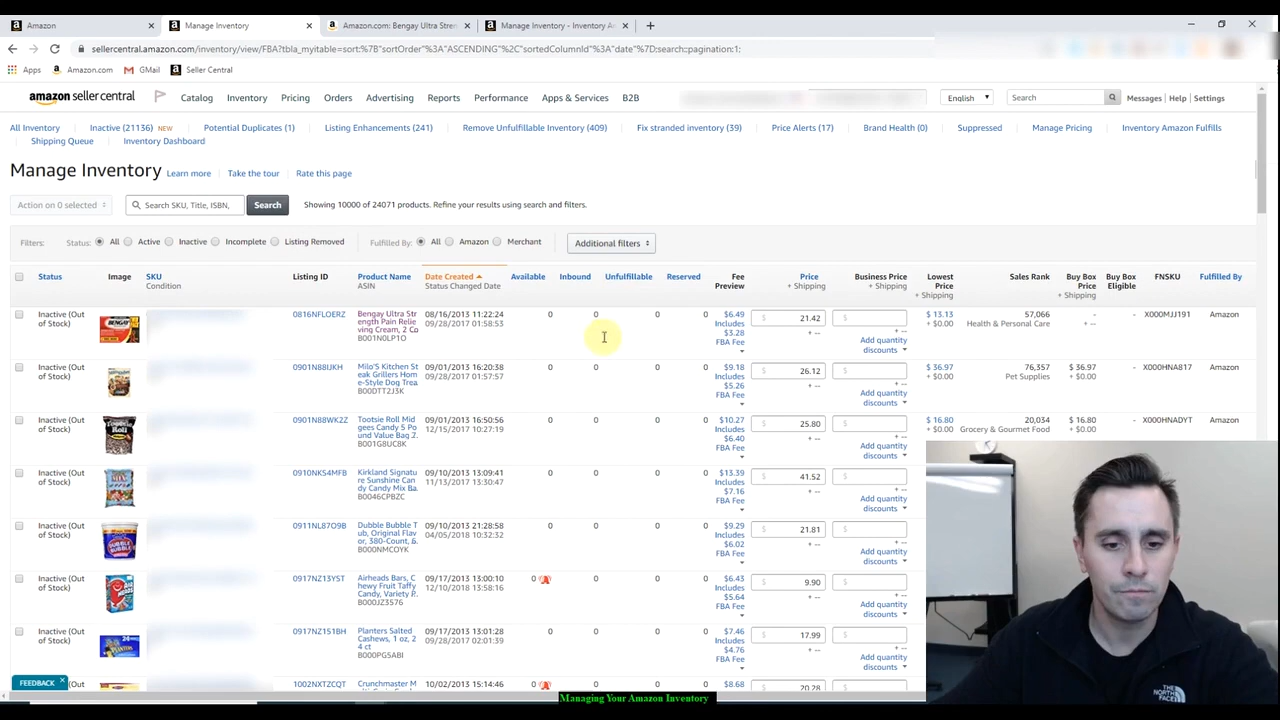 Amazon
Manage Inventory
Amazon.com: Bengay Ultra Stren
Manage Inventory - Inventory A
sellercentral.amazon.com/inventory/view/FBA?tbla_myitable=sort:%7B"sortOrder"%3A"ASCENDING"%2C"sortedColumnId"%3A"date"%7D;search:;pagination:1;
Apps Amazon.com GMail Seller Central
amazon seller central Catalog Inventory Pricing Orders Advertising Reports Performance Apps & Services B2B English Search Messages | Help | Settings
All Inventory Inactive (21136) NEW Potential Duplicates (1) Listing Enhancements (241) Remove Unfulfillable Inventory (409) Fix stranded inventory (39) Price Alerts (17) Brand Health (0) Suppressed Manage Pricing Inventory Amazon Fulfills
Shipping Queue Inventory Dashboard
Manage Inventory Learn more Take the tour Rate this page
Action on 0 selected Search SKU, Title, ISBN, Search Showing 10000 of 24071 products. Refine your results using search and filters.
Filters: Status: All Active Inactive Incomplete Listing Removed Fulfilled By: All Amazon Merchant Additional filters
Status Image SKU Listing ID Product Name Date Created Available Inbound Unfulfillable Reserved Fee Price Business Price Lowest Sales Rank Buy Box Buy Box FNSKU Fulfilled By
Condition ASIN Status Changed Date Preview + Shipping + Shipping Price Price Eligible
+ Shipping + Shipping
Inactive (Out 0816NFLOERZ Bengay Ultra Str 08/16/2013 11:22:24 0 0 0 0 $6.49 $ 21.42 $ $ 13.13 57,066 -- - X000MJJ191 Amazon
of Stock) ength Pain Relie 09/28/2017 01:58:53 Includes + -- + -- + $0.00 Health & Personal Care + --
ving Cream, 2 Co $3.28 Add quantity
B001N0LP1O FBA Fee discounts
Inactive (Out 0901N88IJKH Milo'S Kitchen St 09/01/2013 16:20:38 0 0 0 0 $9.18 $ 26.12 $ $ 36.97 76,357 $ 36.97 - X000HNA817 Amazon
of Stock) eak Grillers Hom 09/28/2017 01:57:57 Includes + -- + -- + $0.00 Pet Supplies + $0.00
e-Style Dog Trea $5.26 Add quantity
B00DTT2J3K FBA Fee discounts
Inactive (Out 0901N88WK2Z Tootsie Roll Mid 09/01/2013 16:50:56 0 0 0 0 $10.27 $ 25.80 $ $ 16.80 20,034 $ 16.80 - X000HNADYT Amazon
of Stock) gees Candy 5 Po 12/15/2017 10:27:19 Includes + -- + -- + $0.00 Grocery & Gourmet Food + $0.00
und Value Bag 7. $6.40 Add quantity
B001G8UC8K FBA Fee discounts
Inactive (Out 0910NKS4MFB Kirkland Signatu 09/10/2013 13:09:41 0 0 0 0 $13.39 $ 41.52 $
of Stock) re Sunshine Can 11/13/2017 13:30:47 Includes + -- + --
dy Candy Mix Ba. $7.16 Add quantity
B0046CPBZC FBA Fee discounts
Inactive (Out 0911NL87O9B Dubble Bubble T 09/10/2013 21:28:58 0 0 0 0 $9.29 $ 21.81 $
of Stock) ub, Original Flav 04/05/2018 10:32:32 Includes + -- + --
or, 380-Count, & $6.02 Add quantity
B000NMCOYK FBA Fee discounts
Inactive (Out 0917NZ13YST Airheads Bars, C 09/17/2013 13:00:10 0 0 0 0 $6.43 $ 9.90 $
of Stock) hewy Fruit Taffy 12/10/2018 13:58:16 Includes + -- + --
Candy, Variety P. $5.64 Add quantity
B000JZ3576 FBA Fee discounts
Inactive (Out 0917NZ151BH Planters Salted 09/17/2013 13:01:28 0 0 0 0 $7.46 $ 17.99 $
of Stock) Cashews, 1 oz, 2 09/28/2017 02:01:39 Includes + -- + --
4 ct $4.76 Add quantity
B000PGSABI FBA Fee discounts
Inactive (Out 1002NXTZCQT Crunchmaster M 10/02/2013 15:14:46 0 0 0 0 $8.68 $ 20.28 $
FEEDBACK
Managing Your Amazon Inventory
THE NORTH FACE